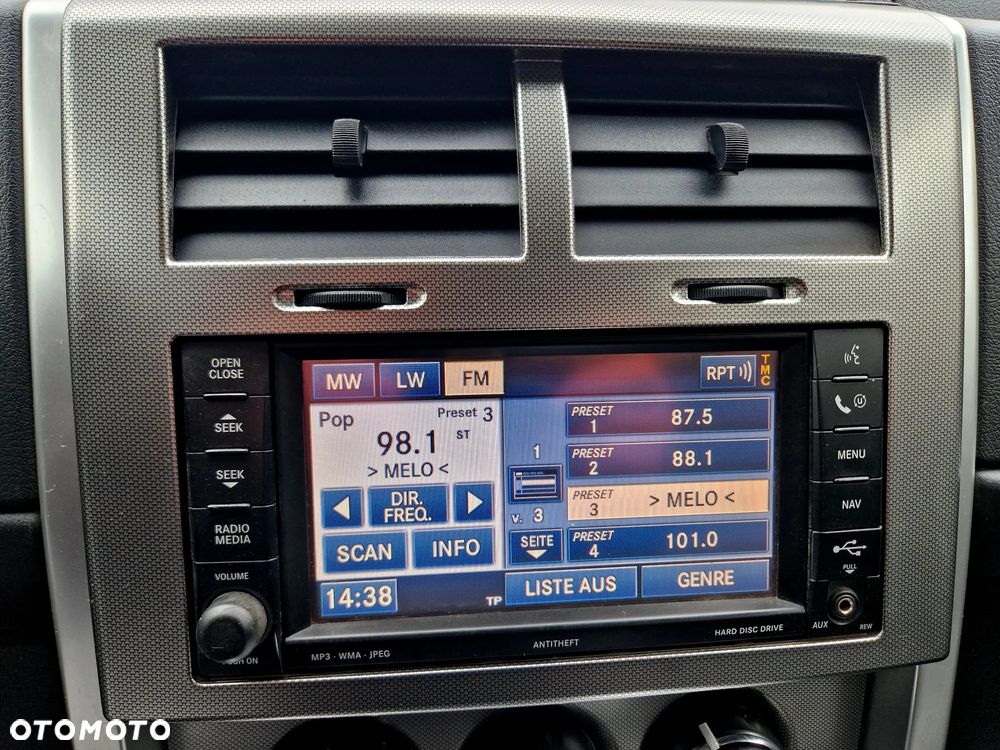 OPEN
CLOSE
SEEK
SEEK
RADIO
MEDIA
VOLUME
MW
LW
FM
RPT
TMC
Pop
Preset 3
98.1
ST
> MELO <
DIR.
FREQ.
SCAN
INFO
14:38
TP
1
v. 3
SEITE
PRESET
1
87.5
PRESET
2
88.1
PRESET
3
> MELO <
PRESET
4
101.0
LISTE AUS
GENRE
MENU
NAV
PULL
AUX
REW
MP3 · WMA · JPEG
ANTITHEFT
HARD DISC DRIVE
OTOMOTO